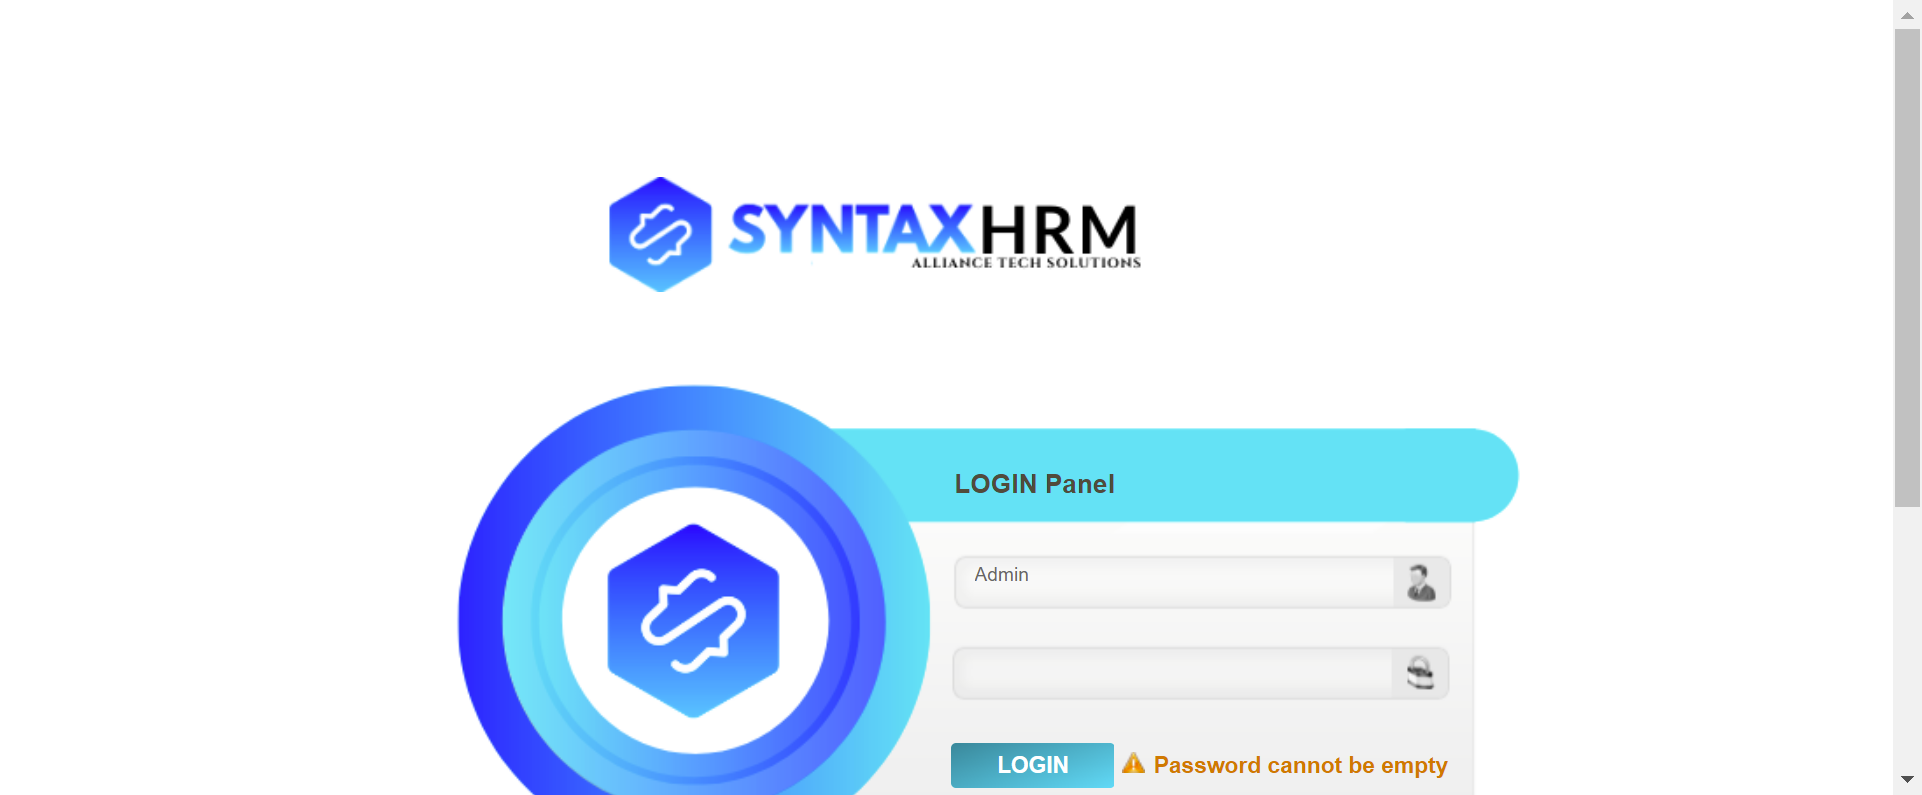 SYNTAXHRM
ALLIANCE TECH SOLUTIONS
LOGIN Panel
Admin
LOGIN
Password cannot be empty